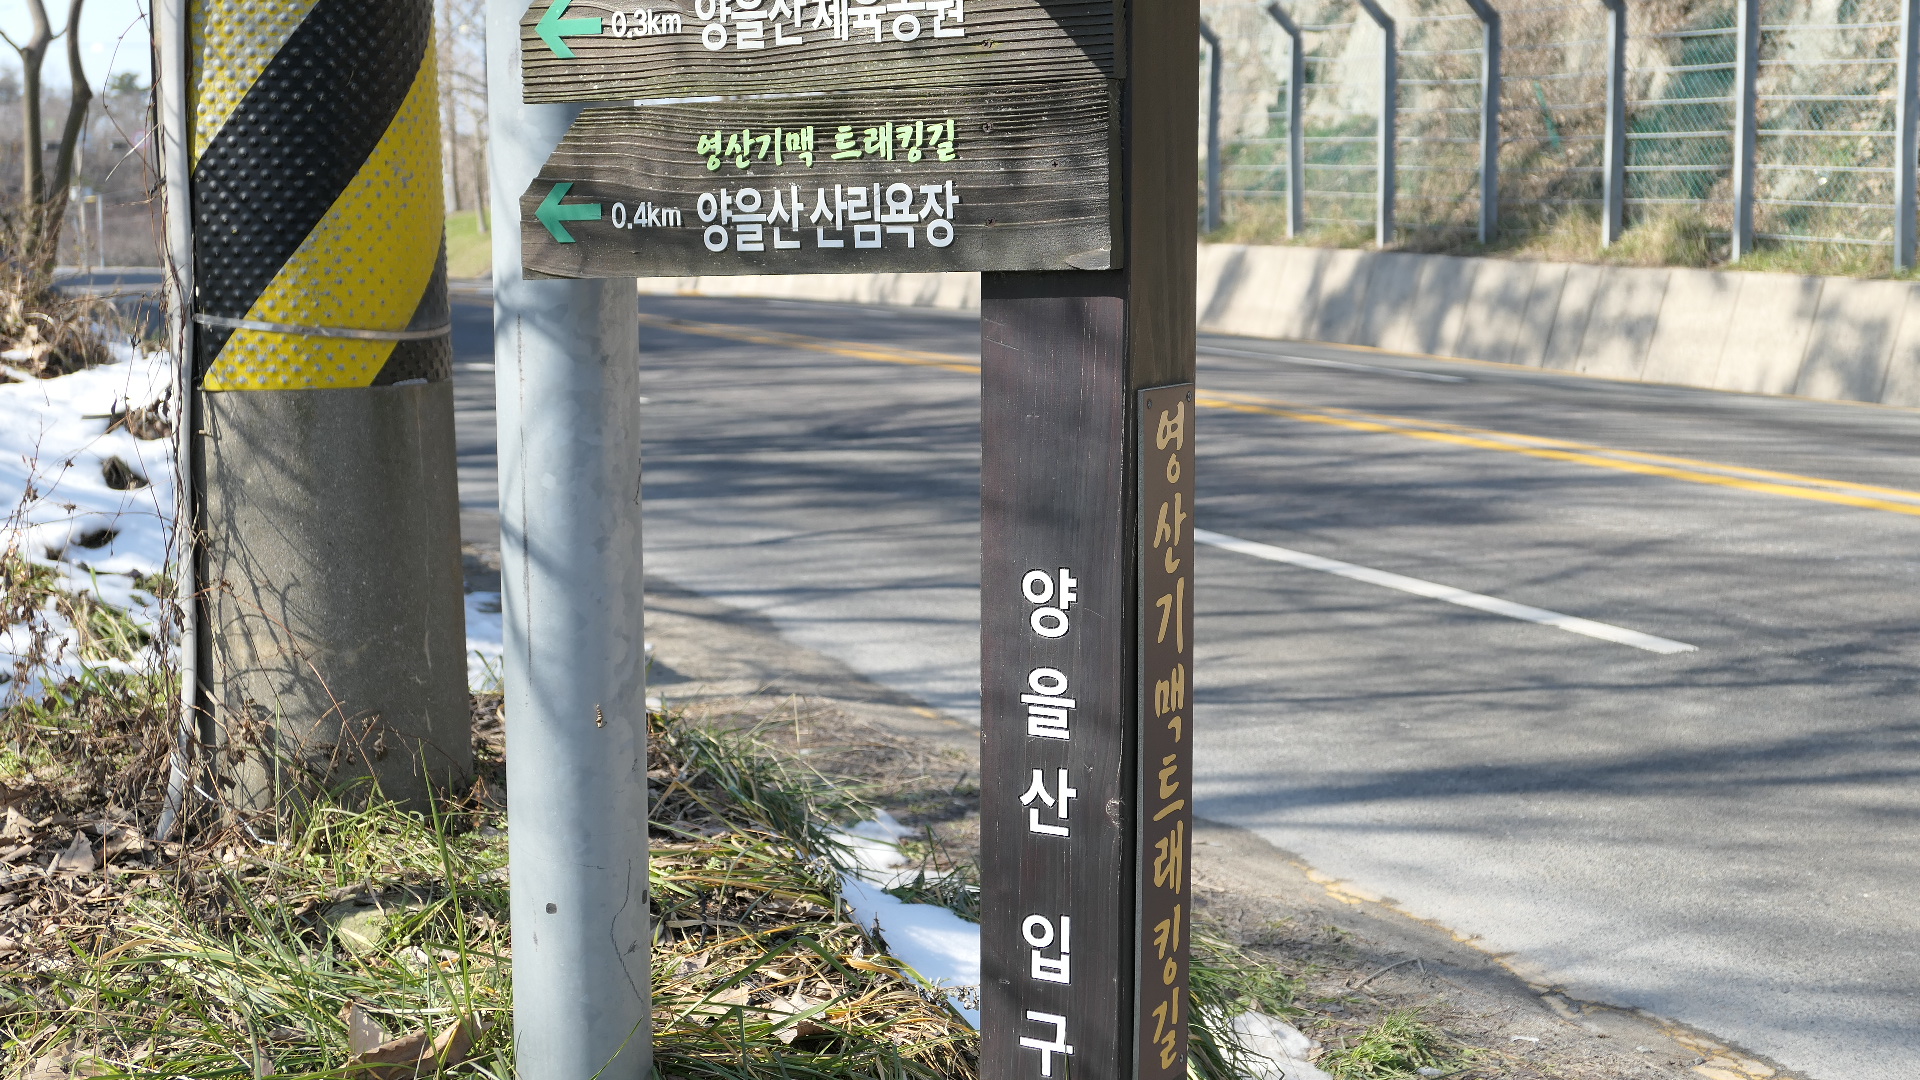 0.3km 양을산 체육공원
영산기맥 트래킹길
0.4km 양을산 산림욕장
양을산 입구
영산기맥트래킹길